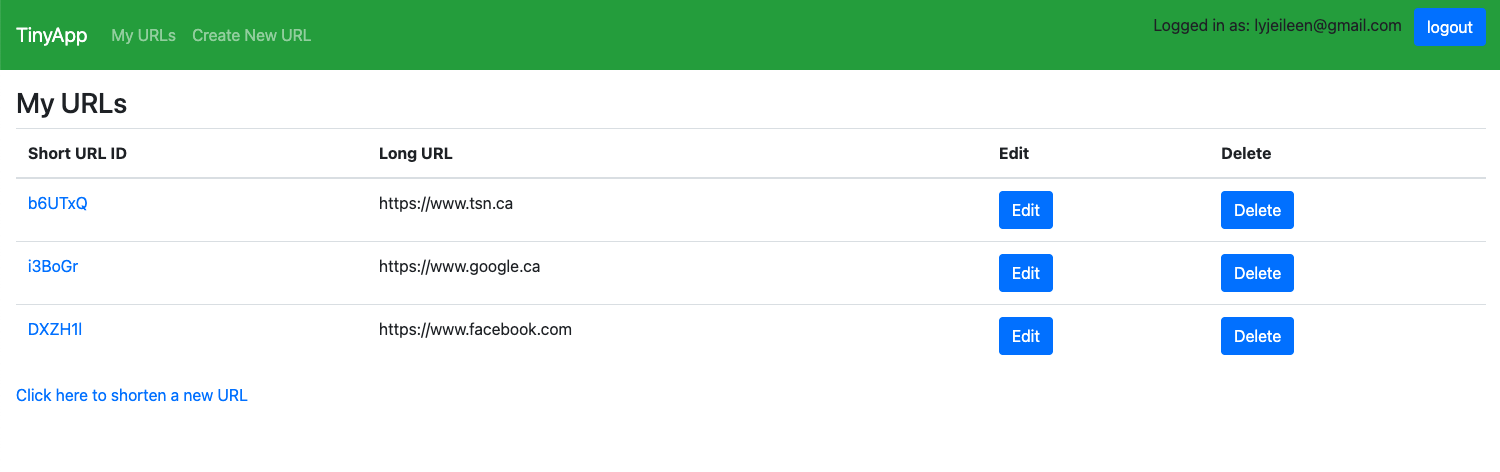 TinyApp My URLs Create New URL Logged in as: lyjeileen@gmail.com logout
My URLs
Short URL ID Long URL Edit Delete
b6UTxQ https://www.tsn.ca Edit Delete
i3BoGr https://www.google.ca Edit Delete
DXZH1l https://www.facebook.com Edit Delete
Click here to shorten a new URL